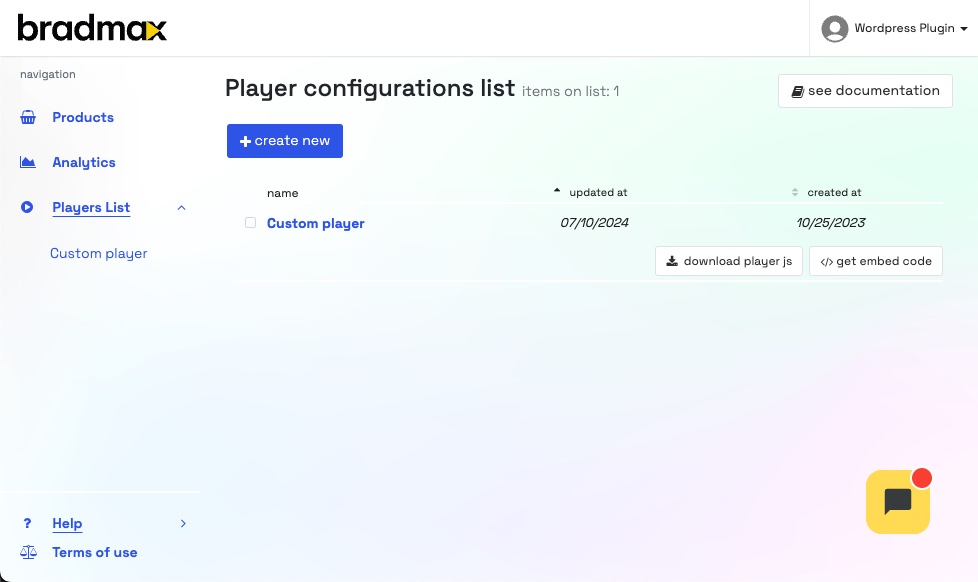 bradmax
Wordpress Plugin
navigation
Products
Analytics
Players List
Custom player
Player configurations list items on list: 1
see documentation
create new
name updated at created at
Custom player 07/10/2024 10/25/2023
download player js </> get embed code
? Help
Terms of use